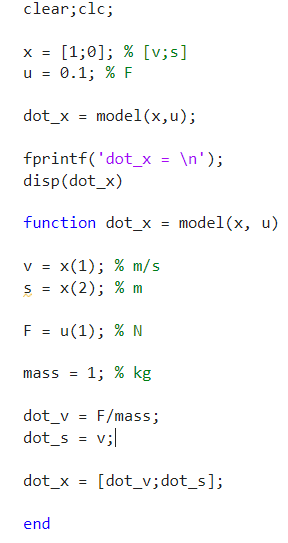 clear;clc;
x = [1;0]; % [v;s]
u = 0.1; % F
dot_x = model(x,u);
fprintf('dot_x = \n');
disp(dot_x)
function dot_x = model(x, u)
v = x(1); % m/s
s = x(2); % m
F = u(1); % N
mass = 1; % kg
dot_v = F/mass;
dot_s = v;
dot_x = [dot_v;dot_s];
end